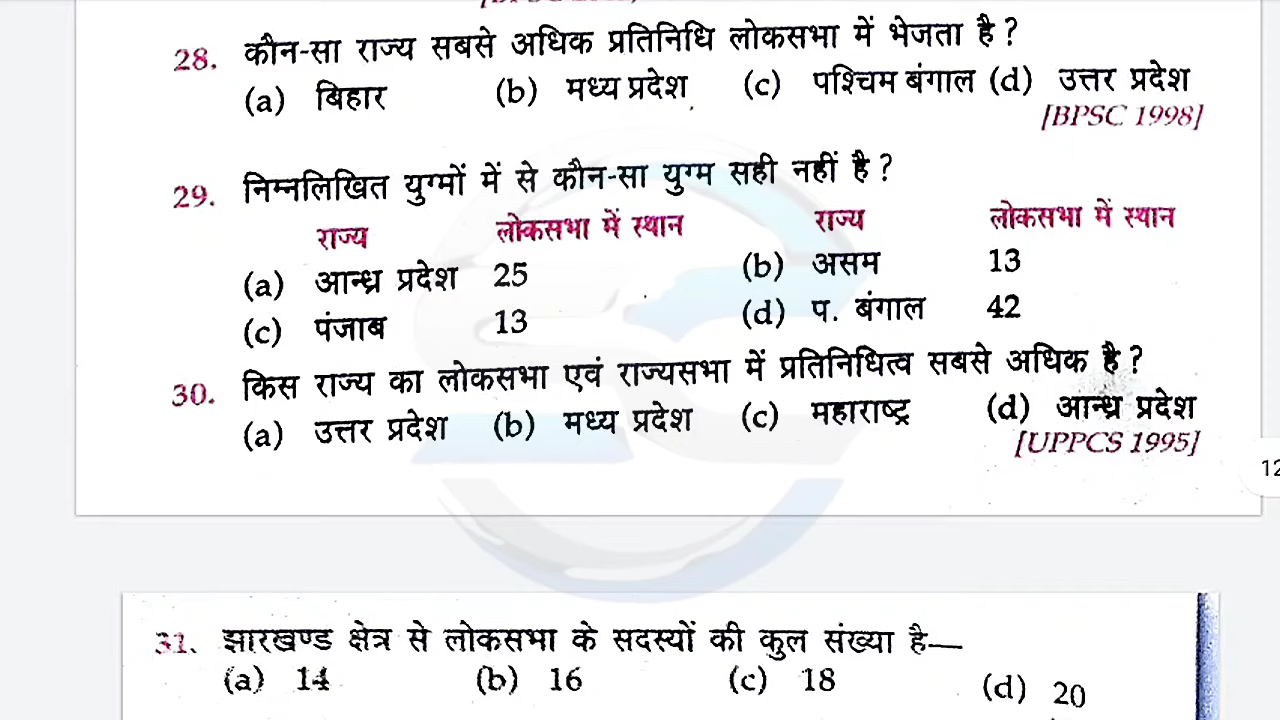 28. कौन-सा राज्य सबसे अधिक प्रतिनिधि लोकसभा में भेजता है ?
(a) बिहार (b) मध्य प्रदेश (c) पश्चिम बंगाल (d) उत्तर प्रदेश
[BPSC 1998]
29. निम्नलिखित युग्मों में से कौन-सा युग्म सही नहीं है ?
राज्य लोकसभा में स्थान राज्य लोकसभा में स्थान
(a) आन्ध्र प्रदेश 25 (b) असम 13
(c) पंजाब 13 (d) प. बंगाल 42
30. किस राज्य का लोकसभा एवं राज्यसभा में प्रतिनिधित्व सबसे अधिक है ?
(a) उत्तर प्रदेश (b) मध्य प्रदेश (c) महाराष्ट्र (d) आन्ध्र प्रदेश
[UPPCS 1995]
12
31. झारखण्ड क्षेत्र से लोकसभा के सदस्यों की कुल संख्या है—
(a) 14 (b) 16 (c) 18 (d) 20